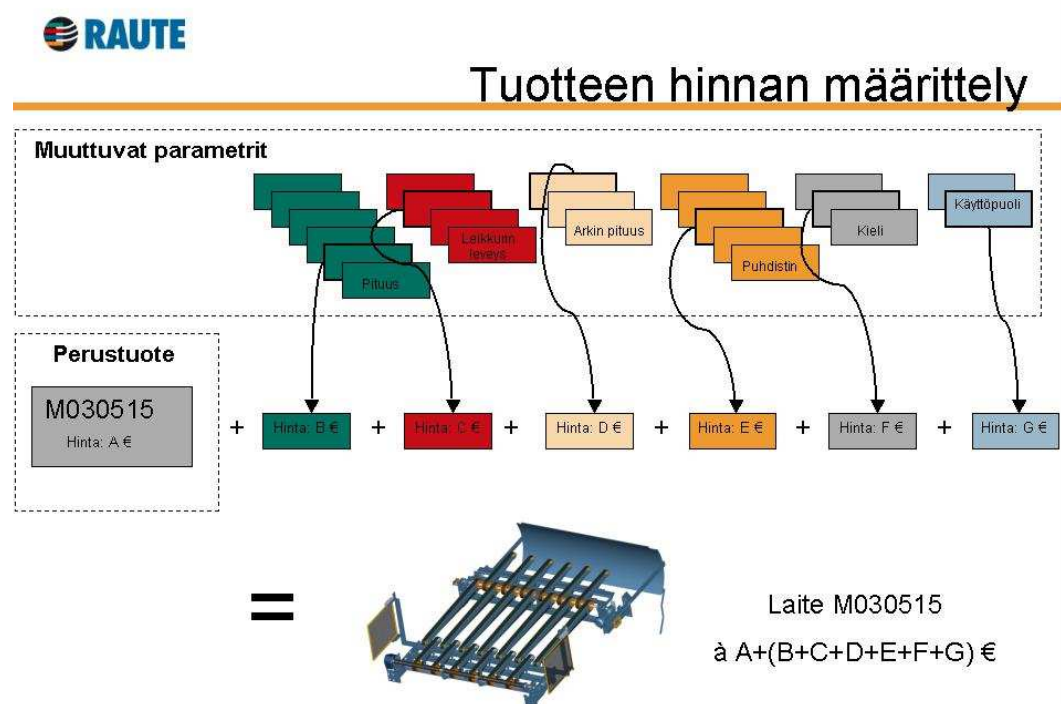 RAUTE
Tuotteen hinnan määrittely
Muuttuvat parametrit
Pituus
Leikkurin
leveys
Arkin pituus
Puhdistin
Kieli
Käyttöpuoli
Perustuote
M030515
Hinta: A €
+ Hinta: B € + Hinta: C € + Hinta: D € + Hinta: E € + Hinta: F € + Hinta: G €
=
Laite M030515
à A+(B+C+D+E+F+G) €